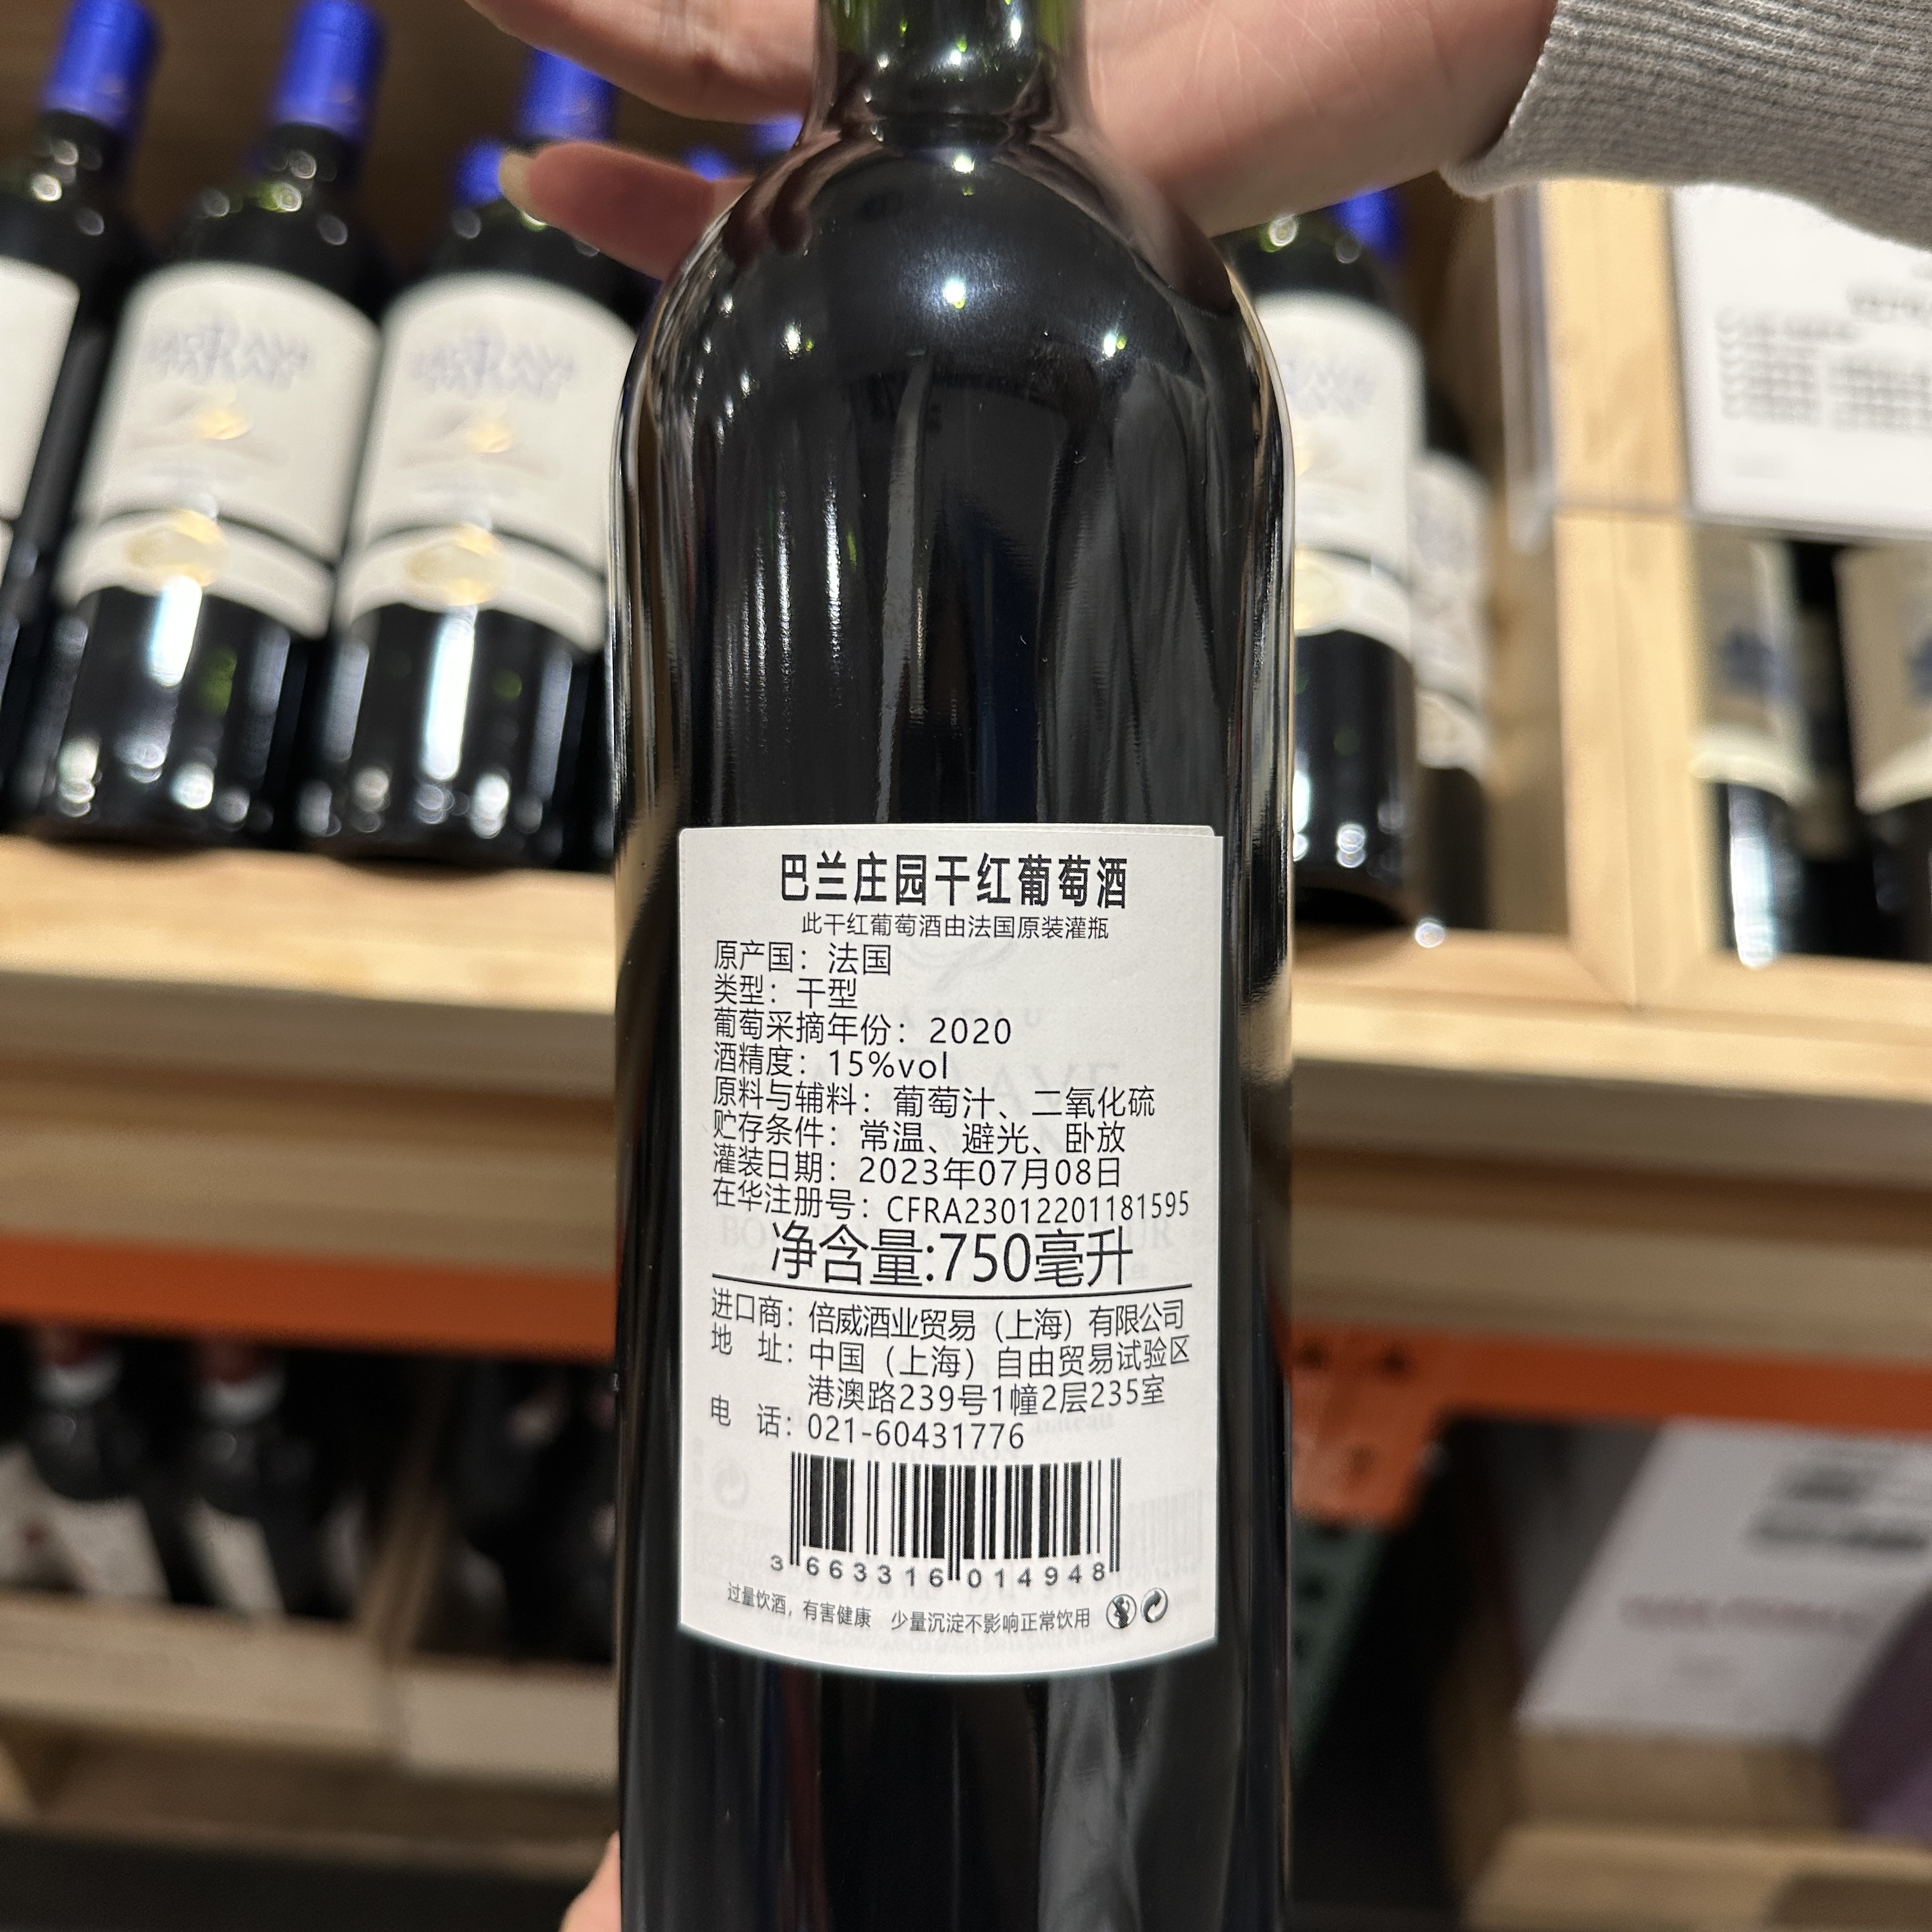 巴兰庄园干红葡萄酒
此干红葡萄酒由法国原装灌瓶
原产国：法国
类型：干型
葡萄采摘年份：2020
酒精度：15%vol
原料与辅料：葡萄汁、二氧化硫
贮存条件：常温、避光、卧放
灌装日期：2023年07月08日
在华注册号：CFRA23012201181595
净含量:750毫升
进口商：倍威酒业贸易（上海）有限公司
地 址：中国（上海）自由贸易试验区
港澳路239号1幢2层235室
电 话：021-60431776
3 663316 014948
过量饮酒，有害健康 少量沉淀不影响正常饮用